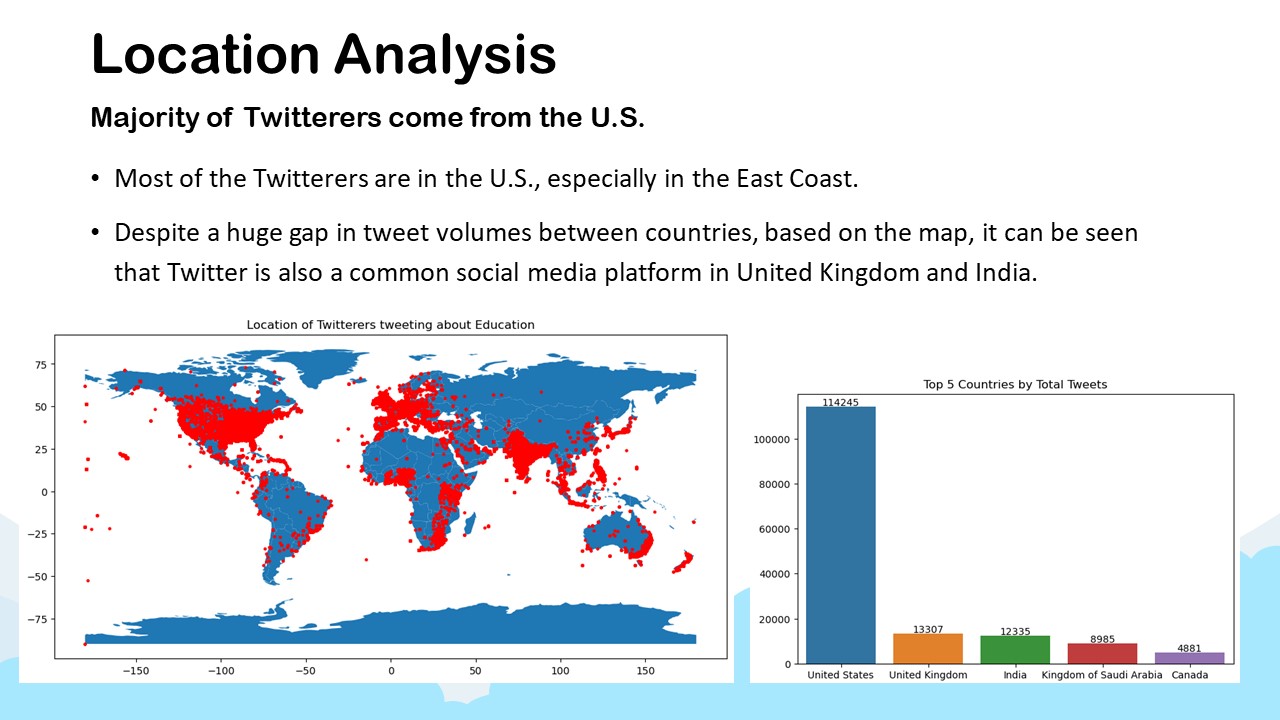 Location Analysis
Majority of Twitterers come from the U.S.
• Most of the Twitterers are in the U.S., especially in the East Coast.
• Despite a huge gap in tweet volumes between countries, based on the map, it can be seen
that Twitter is also a common social media platform in United Kingdom and India.
Location of Twitterers tweeting about Education
75
50
25
0
−25
−50
−75
−150 −100 −50 0 50 100 150
Top 5 Countries by Total Tweets
114245
100000
80000
60000
40000
20000
0
13307
12335
8985
4881
United States United Kingdom India Kingdom of Saudi Arabia Canada